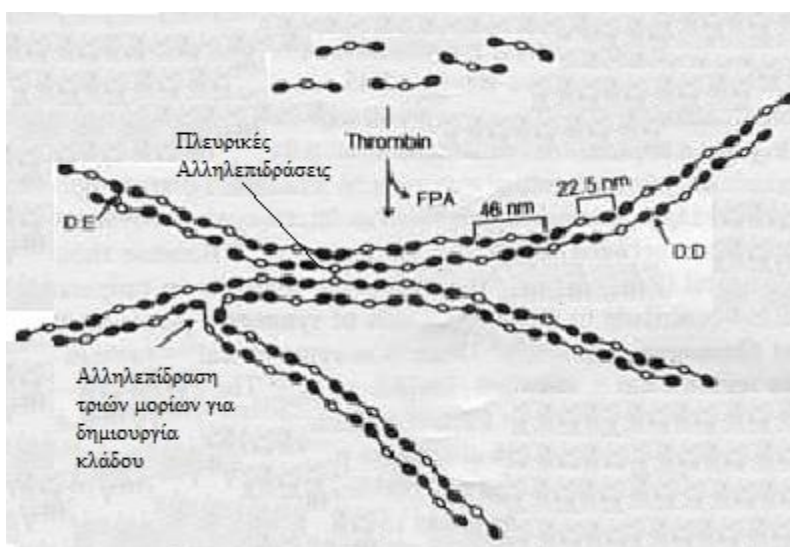 Πλευρικές
Αλληλεπιδράσεις
Thrombin
FPA
46 nm
22.5 nm
D:E
D:D
Αλληλεπίδραση
τριών μορίων για
δημιουργία
κλάδου